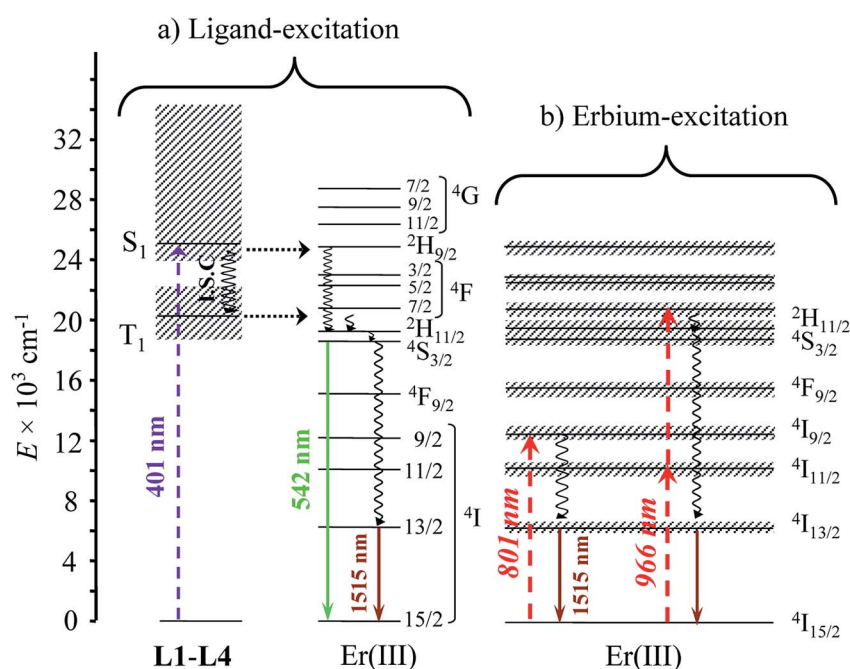 a) Ligand-excitation
b) Erbium-excitation
E × 10³ cm⁻¹
32
28
24
20
16
12
8
4
0
S₁
T₁
I.S.C
401 nm
L1-L4
7/2
9/2
11/2
⁴G
²H₉/₂
3/2
5/2
7/2
⁴F
²H₁₁/₂
⁴S₃/₂
⁴F₉/₂
9/2
11/2
13/2
15/2
⁴I
542 nm
1515 nm
Er(III)
²H₁₁/₂
⁴S₃/₂
⁴F₉/₂
⁴I₉/₂
⁴I₁₁/₂
⁴I₁₃/₂
⁴I₁₅/₂
801 nm
1515 nm
966 nm
Er(III)